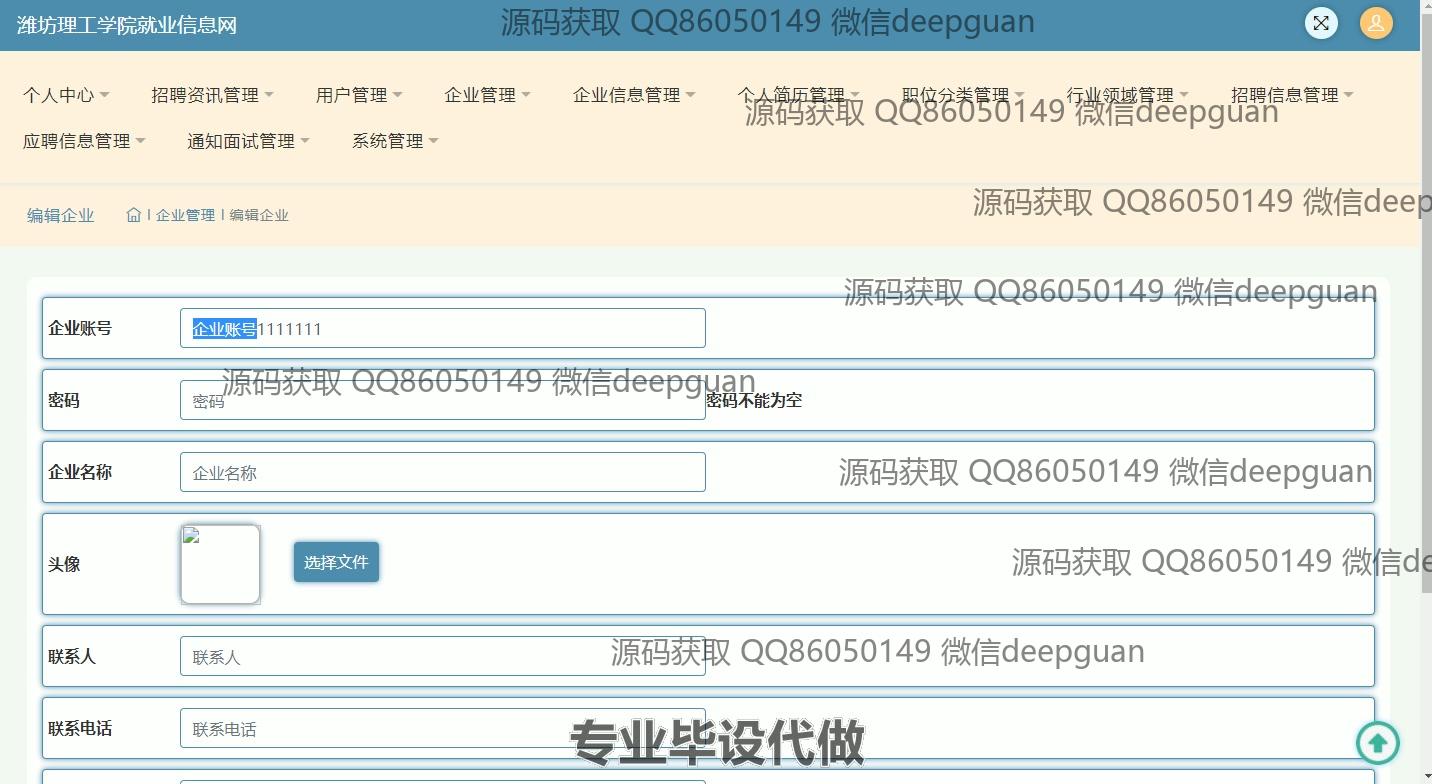 潍坊理工学院就业信息网
源码获取 QQ86050149 微信deepguan
个人中心 招聘资讯管理 用户管理 企业管理 企业信息管理 个人简历管理 职位分类管理 行业领域管理 招聘信息管理
源码获取 QQ86050149 微信deepguan
应聘信息管理 通知面试管理 系统管理
源码获取 QQ86050149 微信deep
编辑企业 | 企业管理 | 编辑企业
源码获取 QQ86050149 微信deepguan
企业账号 企业账号1111111
源码获取 QQ86050149 微信deepguan
密码 密码 密码不能为空
企业名称 企业名称
源码获取 QQ86050149 微信deepguan
头像 选择文件
源码获取 QQ86050149 微信de
联系人 联系人
源码获取 QQ86050149 微信deepguan
联系电话 联系电话
专业毕设代做